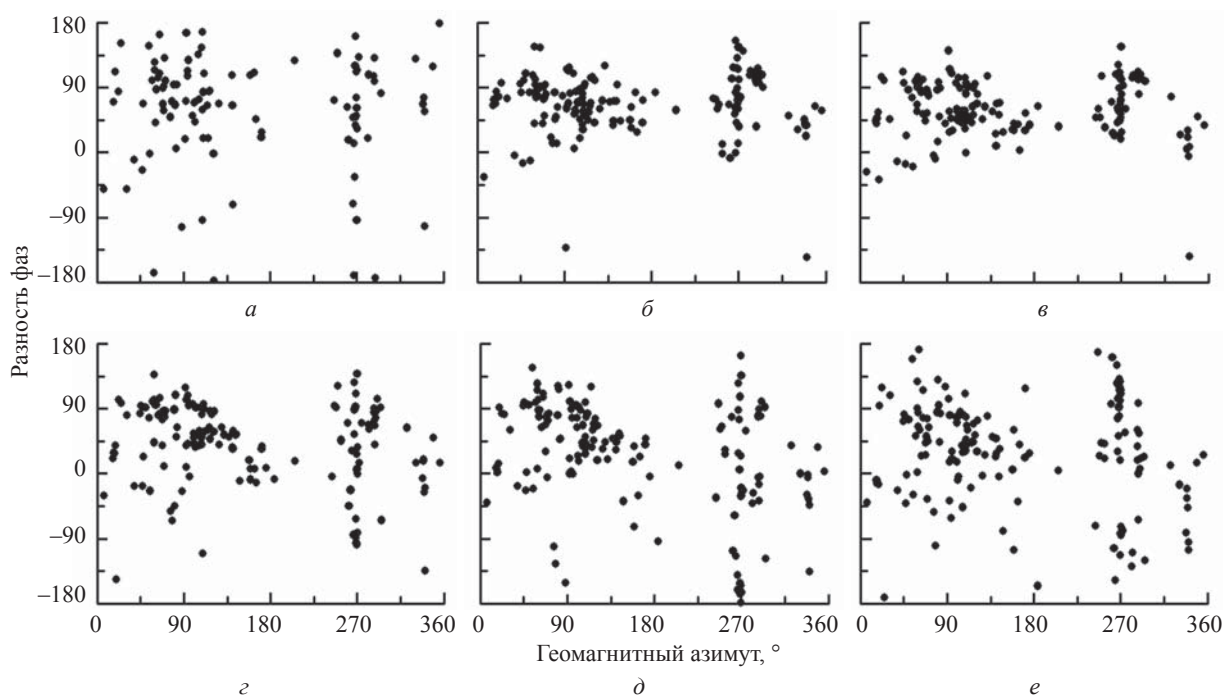 180
90
0
–90
–180
а
б
в
Разность фаз
180
90
0
–90
–180
0 90 180 270 360 0 90 180 270 360 0 90 180 270 360
Геомагнитный азимут, °
г
д
е